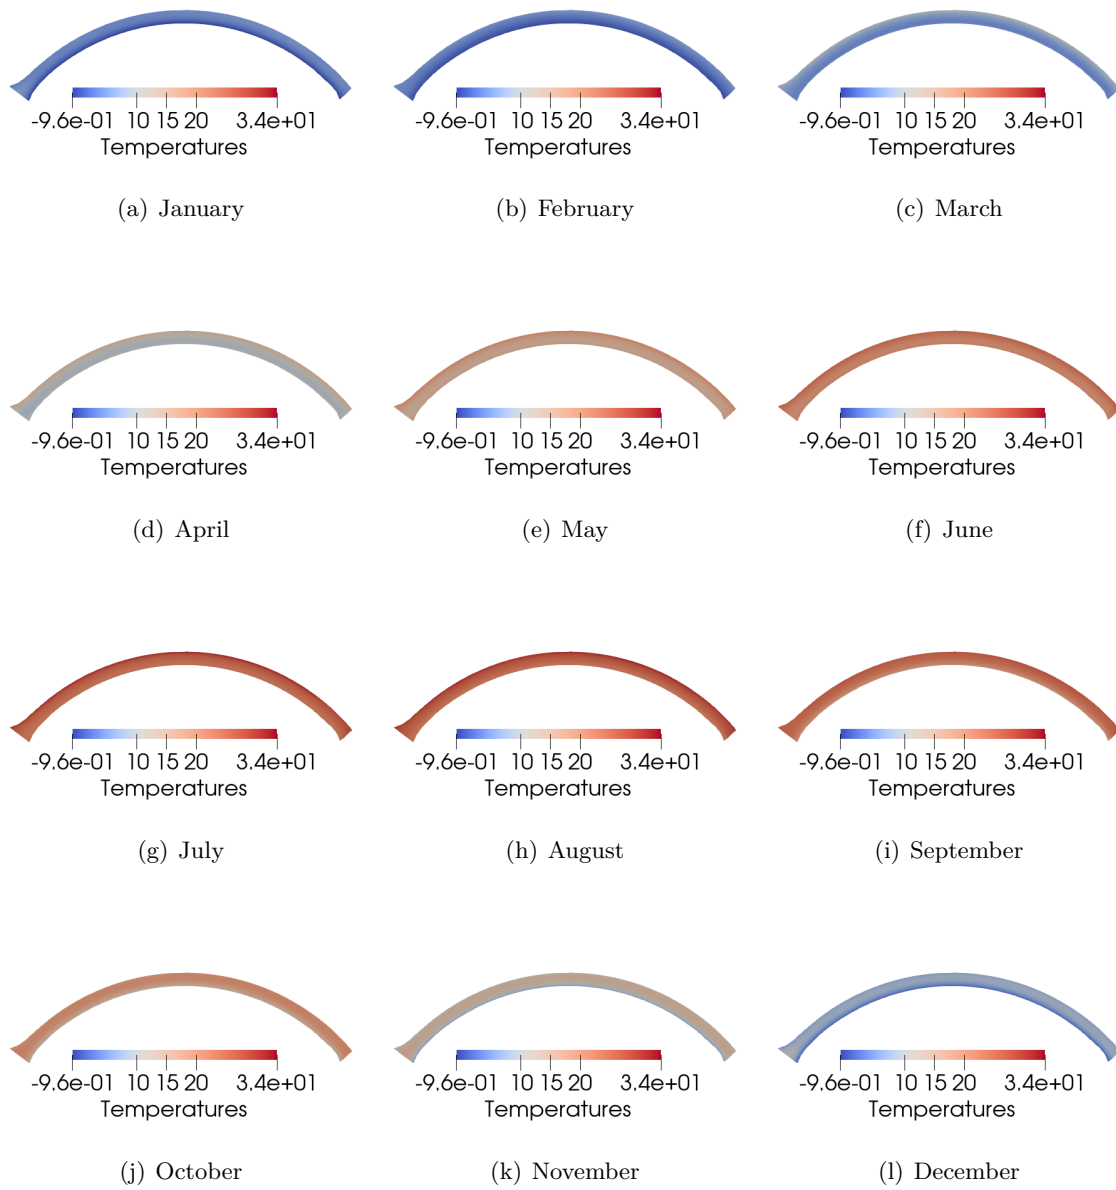 -9.6e-01 10 15 20 3.4e+01
Temperatures
(a) January
-9.6e-01 10 15 20 3.4e+01
Temperatures
(b) February
-9.6e-01 10 15 20 3.4e+01
Temperatures
(c) March
-9.6e-01 10 15 20 3.4e+01
Temperatures
(d) April
-9.6e-01 10 15 20 3.4e+01
Temperatures
(e) May
-9.6e-01 10 15 20 3.4e+01
Temperatures
(f) June
-9.6e-01 10 15 20 3.4e+01
Temperatures
(g) July
-9.6e-01 10 15 20 3.4e+01
Temperatures
(h) August
-9.6e-01 10 15 20 3.4e+01
Temperatures
(i) September
-9.6e-01 10 15 20 3.4e+01
Temperatures
(j) October
-9.6e-01 10 15 20 3.4e+01
Temperatures
(k) November
-9.6e-01 10 15 20 3.4e+01
Temperatures
(l) December